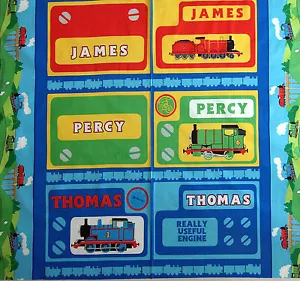 JAMES
JAMES
PERCY
PERCY
THOMAS
THOMAS
REALLY
USEFUL
ENGINE